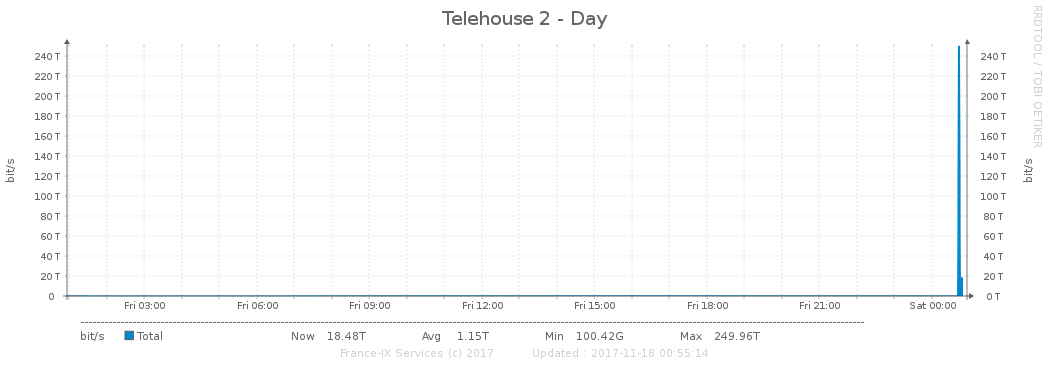 Telehouse 2 - Day
RRDTOOL / TOBI OETIKER
bit/s
240 T 240 T
220 T 220 T
200 T 200 T
180 T 180 T
160 T 160 T
140 T 140 T
120 T 120 T
100 T 100 T
80 T 80 T
60 T 60 T
40 T 40 T
20 T 20 T
0 0 T
bit/s
Fri 03:00 Fri 06:00 Fri 09:00 Fri 12:00 Fri 15:00 Fri 18:00 Fri 21:00 Sat 00:00
bit/s Total Now 18.48T Avg 1.15T Min 100.42G Max 249.96T
France-IX Services (c) 2017 Updated : 2017-11-18 00:55:14